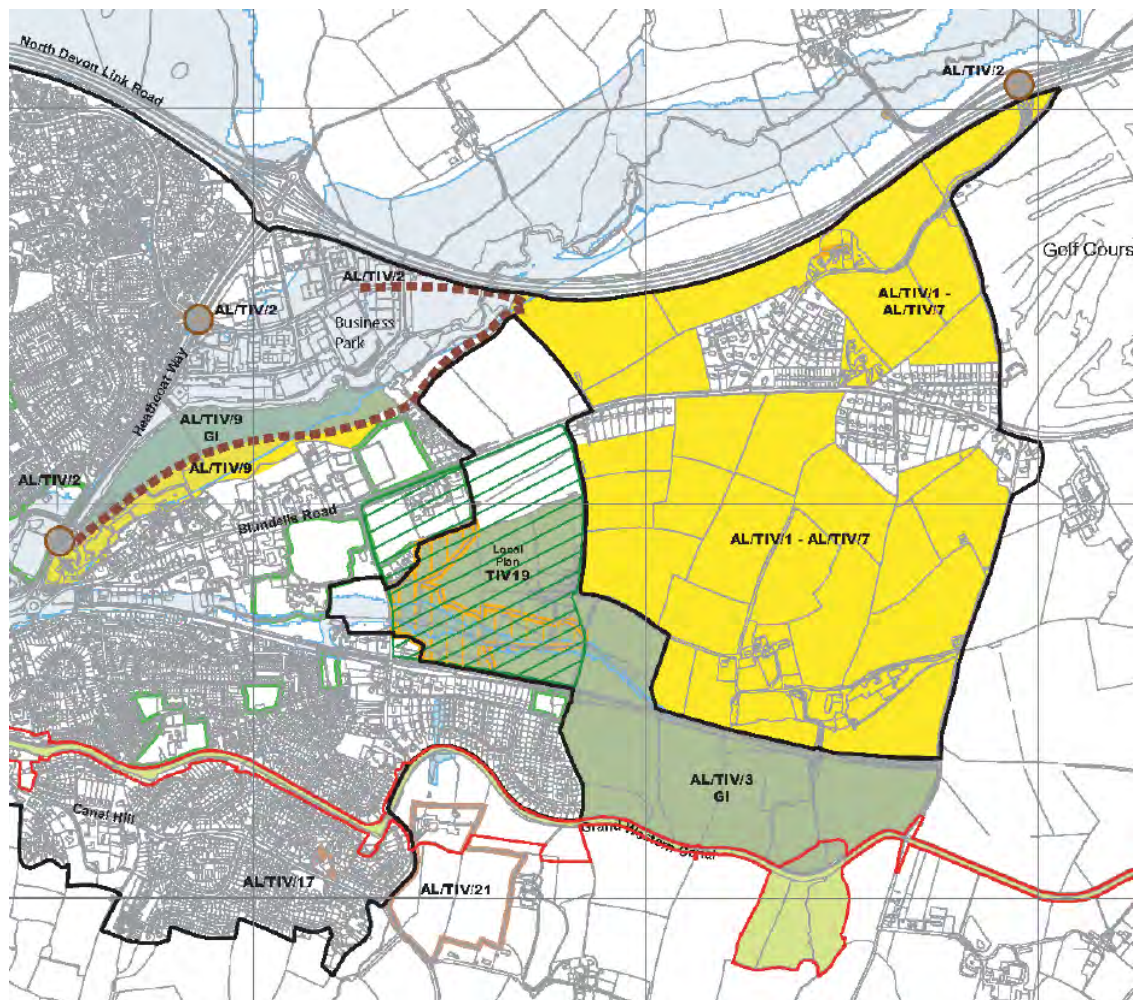 North Devon Link Road
AL/TIV/2
Golf Cours
AL/TIV/2
AL/TIV/1 -
AL/TIV/7
AL/TIV/2
Business
Park
Heathcoat Way
AL/TIV/9
GI
AL/TIV/9
AL/TIV/2
Blundells Road
Local
Plan
TIV19
AL/TIV/1 - AL/TIV/7
AL/TIV/3
GI
Canal Hill
Grand Western Canal
AL/TIV/17
AL/TIV/21